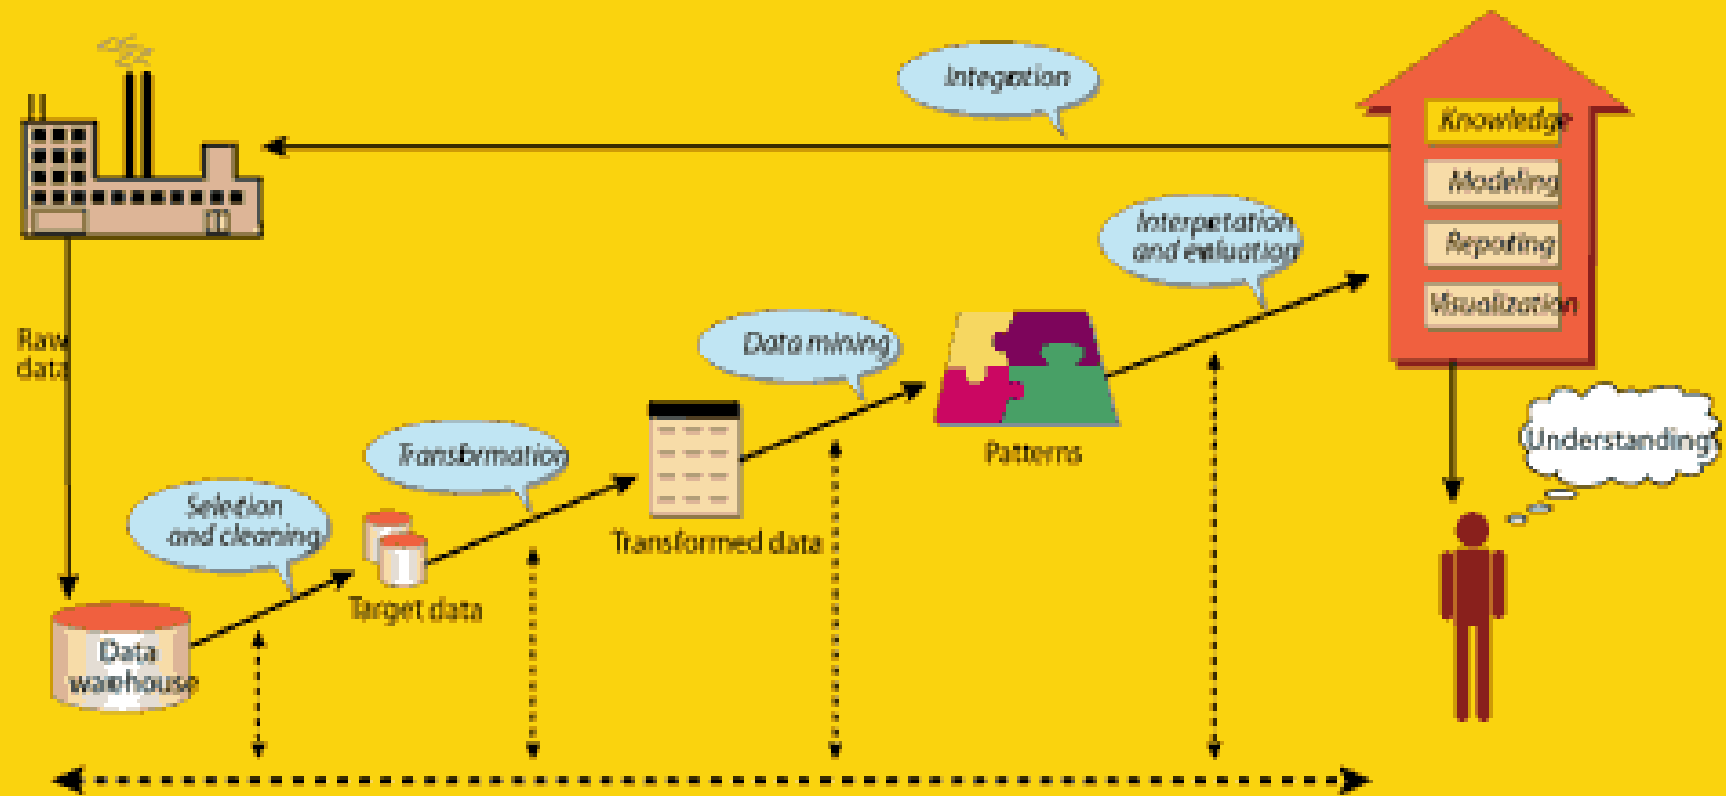 Integration
Knowledge
Modeling
Reporting
Visualization
Interpretation
and evaluation
Raw
data
Data mining
Patterns
Understanding
Transformation
Transformed data
Selection
and cleaning
Target data
Data
warehouse